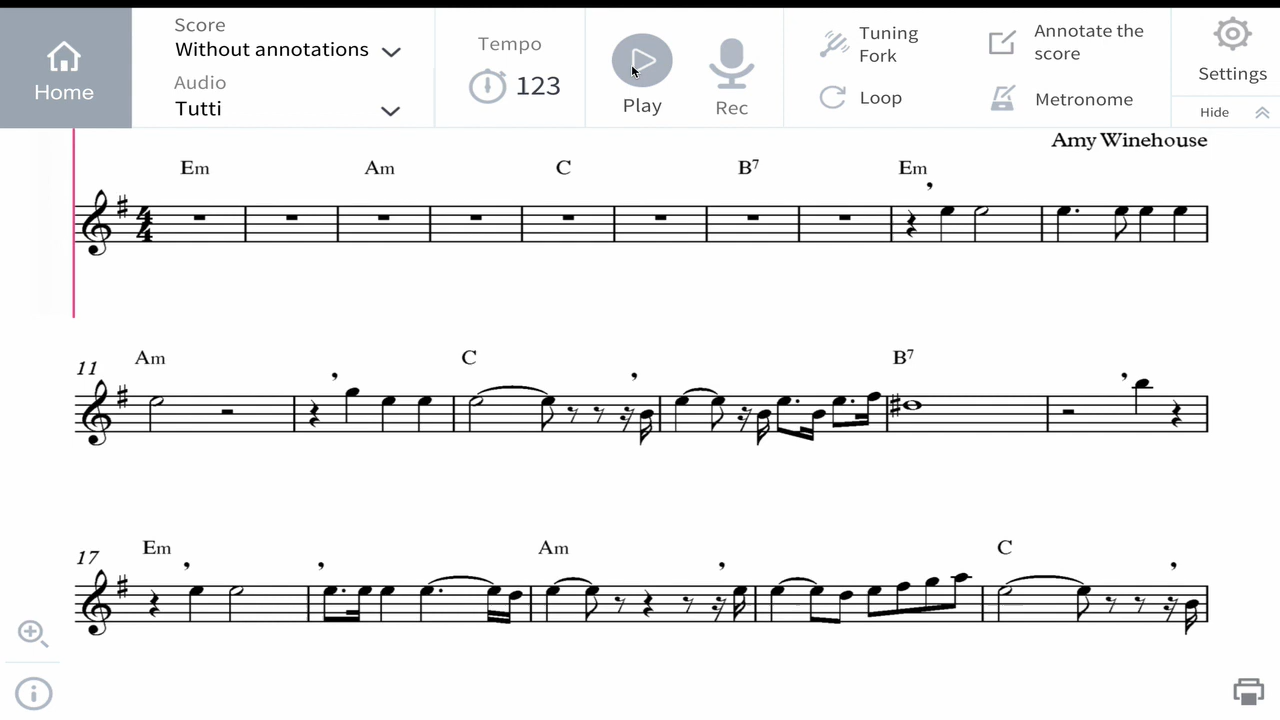 Home
Score
Without annotations
Audio
Tutti
Tempo
123
Play
Rec
Tuning
Fork
Loop
Annotate the
score
Metronome
Settings
Hide
Amy Winehouse
Em Am C B7 Em
4
4
11 Am C B7
17 Em Am C